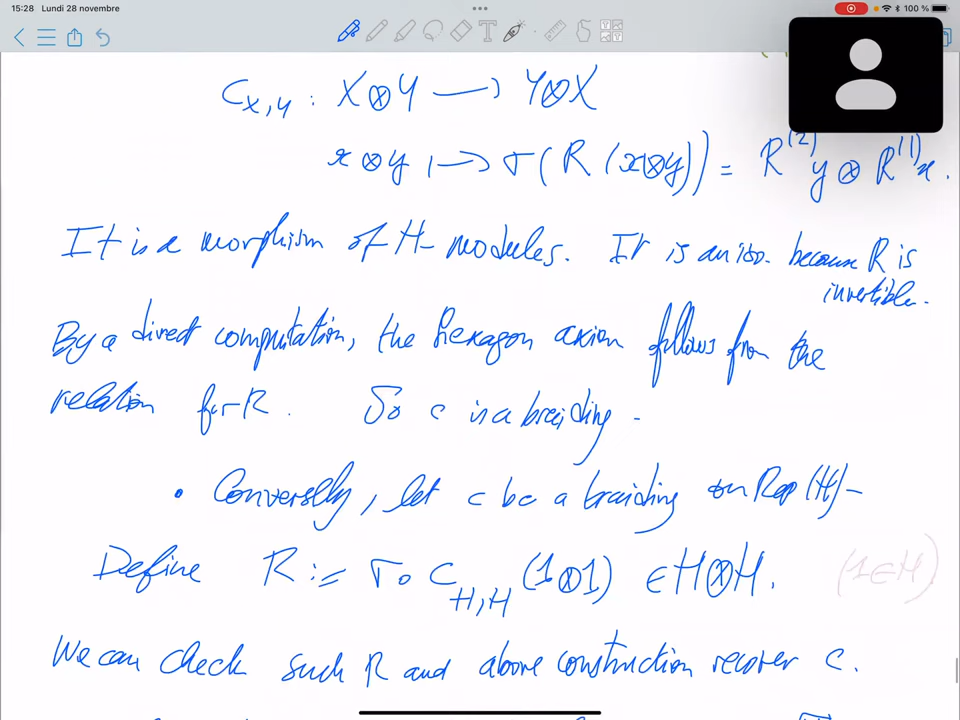 15:28 Lundi 28 novembre
100 %
C_{X,Y} : X⊗Y ⟶ Y⊗X
x⊗y ⟼ σ(R(x⊗y)) = R^{(2)}y ⊗ R^{(1)}x.
It is a morphism of H-modules. It is an iso. because R is
invertible.
By a direct computation, the hexagon axiom follows from the
relation for R. So c is a braiding.
• Conversely, let c be a braiding on Rep(H)-
Define R := σ∘C_{H,H}(1⊗1) ∈ H⊗H. (1∈H)
We can check such R and above construction recover c.